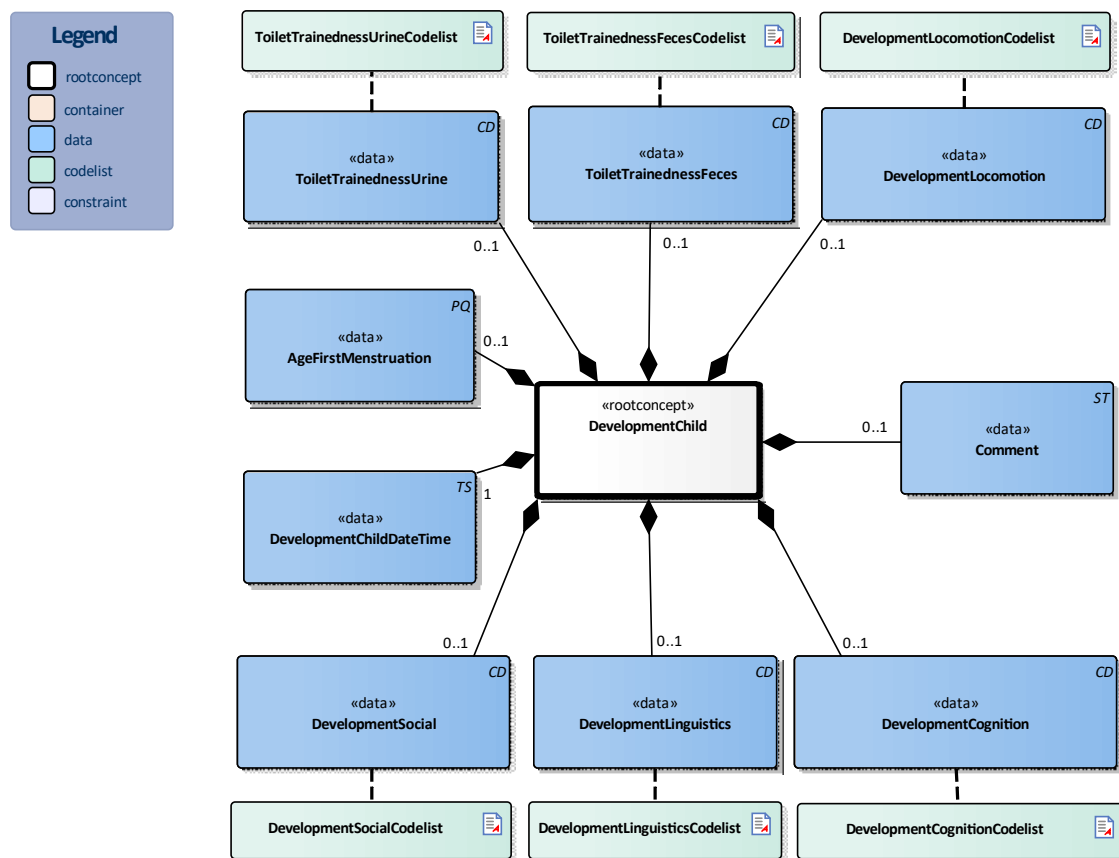 Legend
rootconcept
container
data
codelist
constraint
ToiletTrainednessUrineCodelist
ToiletTrainednessFecesCodelist
DevelopmentLocomotionCodelist
CD
«data»
ToiletTrainednessUrine
CD
«data»
ToiletTrainednessFeces
CD
«data»
DevelopmentLocomotion
0..1
0..1
0..1
PQ
«data»
AgeFirstMenstruation
0..1
«rootconcept»
DevelopmentChild
ST
«data»
Comment
0..1
TS
«data»
DevelopmentChildDateTime
1
0..1
0..1
0..1
CD
«data»
DevelopmentSocial
CD
«data»
DevelopmentLinguistics
CD
«data»
DevelopmentCognition
DevelopmentSocialCodelist
DevelopmentLinguisticsCodelist
DevelopmentCognitionCodelist